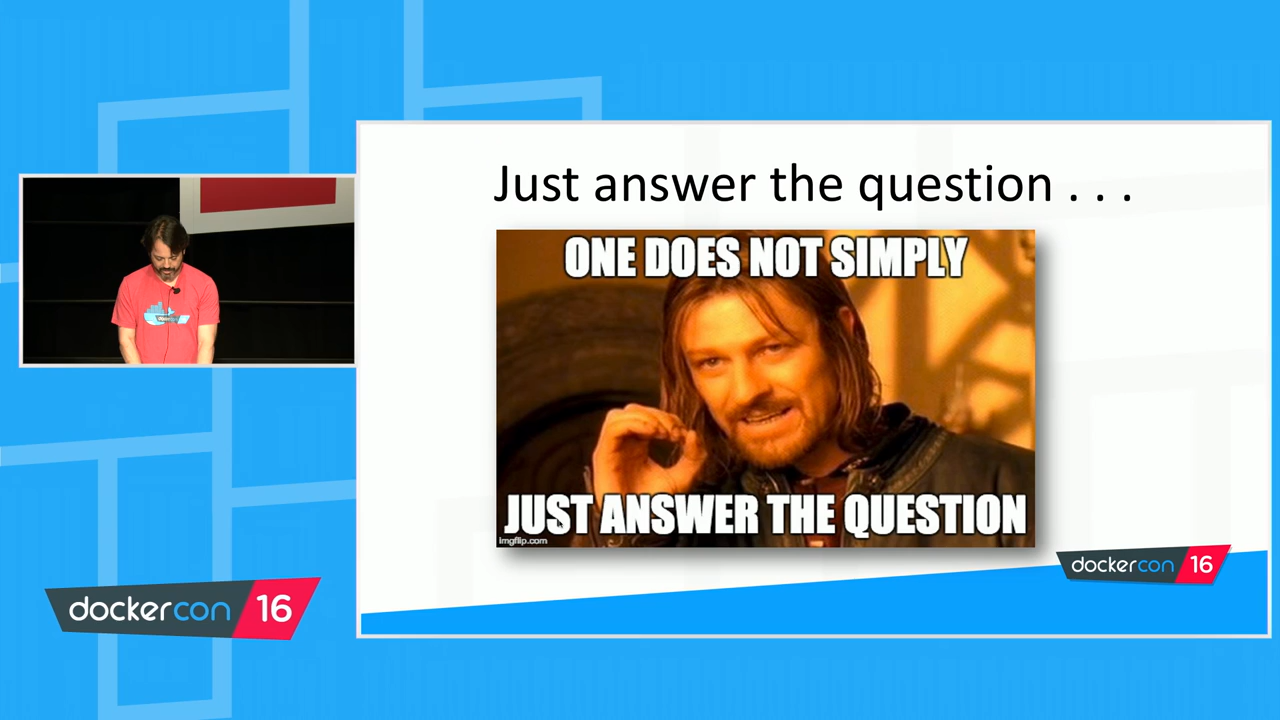 Just answer the question . . .
ONE DOES NOT SIMPLY
JUST ANSWER THE QUESTION
imgflip.com
dockercon 16
dockercon 16